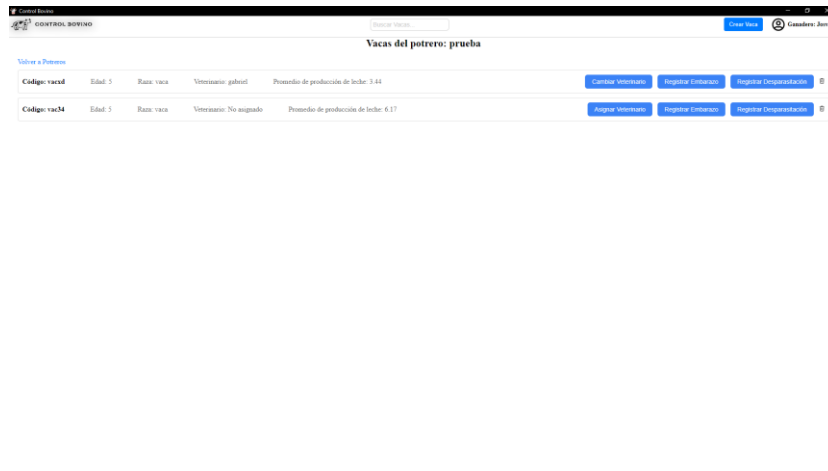 Control Bovino
CONTROL BOVINO
Buscar Vacas...
Crear Vaca
Ganadero:
Vacas del potrero: prueba
Volver a Potreros
Código: vacxd Edad: 5 Raza: vaca Veterinario: gabriel Promedio de producción de leche: 3.44 Cambiar Veterinario Registrar Embarazo Registrar Desparasitación
Código: vac34 Edad: 5 Raza: vaca Veterinario: No asignado Promedio de producción de leche: 6.17 Asignar Veterinario Registrar Embarazo Registrar Desparasitación